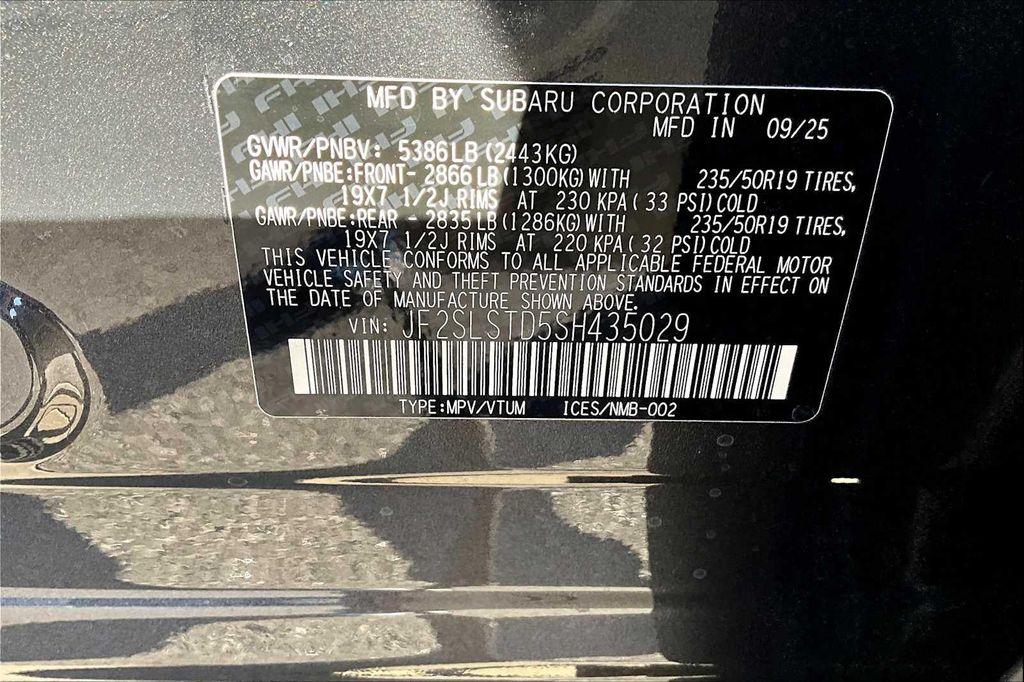 MFD BY SUBARU CORPORATION
MFD IN 09/25
GVWR/PNBV: 5386LB(2443KG)
GAWR/PNBE:FRONT- 2866LB(1300KG)WITH 235/50R19 TIRES,
19X7 1/2J RIMS AT 230 KPA( 33 PSI)COLD
GAWR/PNBE:REAR - 2835LB(1286KG)WITH 235/50R19 TIRES,
19X7 1/2J RIMS AT 220 KPA( 32 PSI)COLD
THIS VEHICLE CONFORMS TO ALL APPLICABLE FEDERAL MOTOR
VEHICLE SAFETY AND THEFT PREVENTION STANDARDS IN EFFECT ON
THE DATE OF MANUFACTURE SHOWN ABOVE.
VIN: JF2SLSTD5SH435029
TYPE:MPV/VTUM ICES/NMB-002